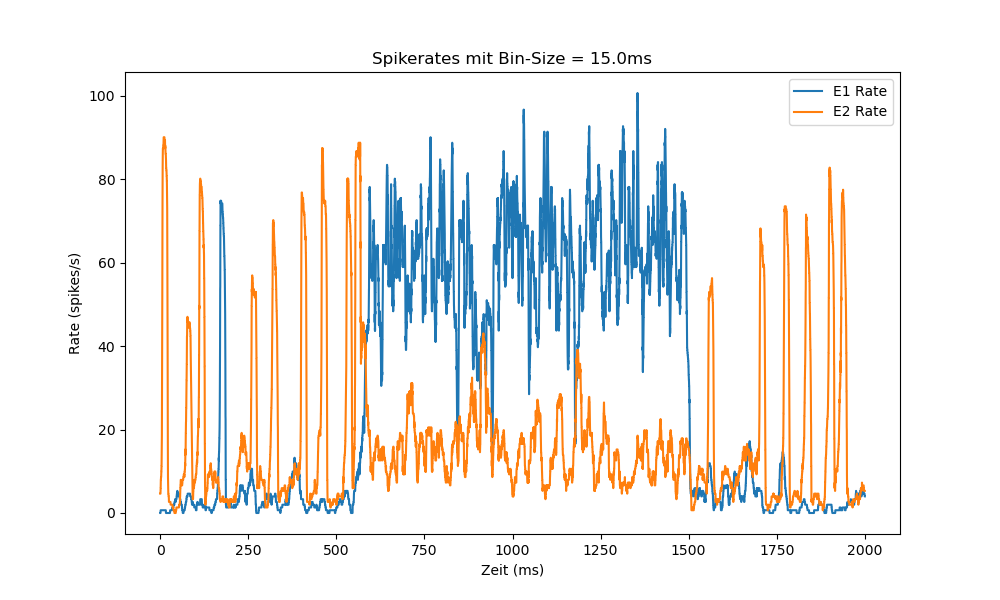 Spikerates mit Bin-Size = 15.0ms
E1 Rate
E2 Rate
Rate (spikes/s)
100
80
60
40
20
0
0 250 500 750 1000 1250 1500 1750 2000
Zeit (ms)